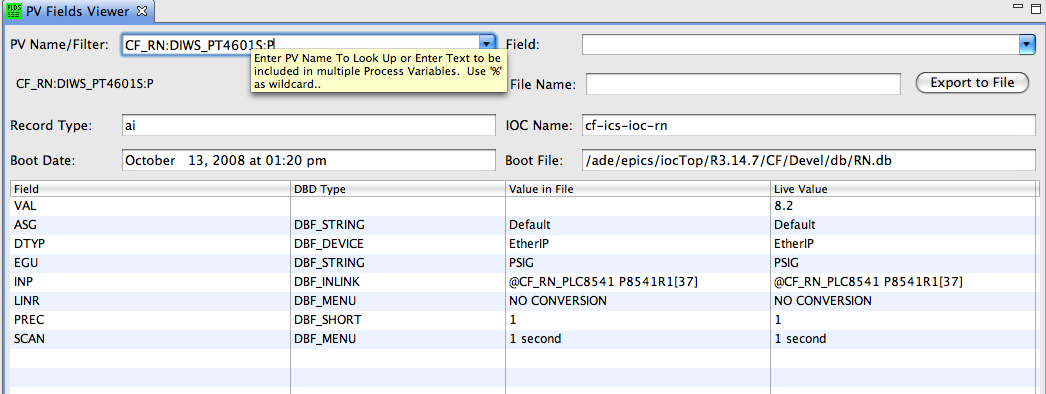 FLDS PV Fields Viewer
PV Name/Filter: CF_RN:DIWS_PT4601S:P Field:
Enter PV Name To Look Up or Enter Text to be
included in multiple Process Variables. Use '%'
as wildcard..
CF_RN:DIWS_PT4601S:P File Name: Export to File
Record Type: ai IOC Name: cf-ics-ioc-rn
Boot Date: October 13, 2008 at 01:20 pm Boot File: /ade/epics/iocTop/R3.14.7/CF/Devel/db/RN.db
Field DBD Type Value in File Live Value
VAL 8.2
ASG DBF_STRING Default Default
DTYP DBF_DEVICE EtherIP EtherIP
EGU DBF_STRING PSIG PSIG
INP DBF_INLINK @CF_RN_PLC8541 P8541R1[37] @CF_RN_PLC8541 P8541R1[37]
LINR DBF_MENU NO CONVERSION NO CONVERSION
PREC DBF_SHORT 1 1
SCAN DBF_MENU 1 second 1 second